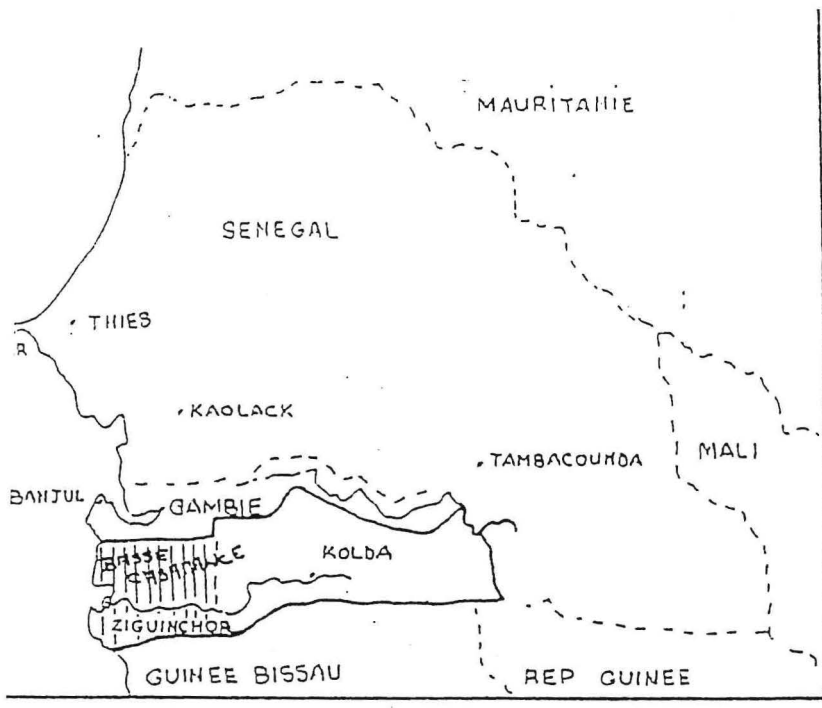 MAURITANIE
SENEGAL
THIES
R
KAOLACK
TAMBACOUNDA
MALI
BANJUL
GAMBIE
BASSE
CASAMANCE
KOLDA
ZIGUINCHOR
GUINEE BISSAU
REP GUINEE